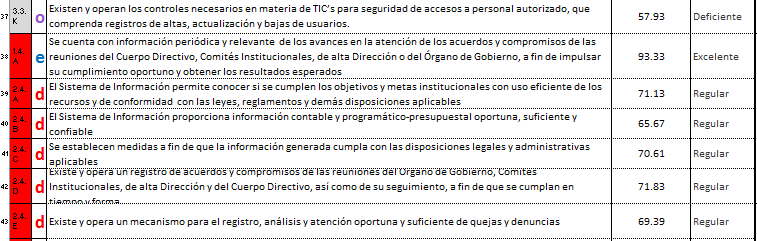 37 3.3. K o Existen y operan los controles necesarios en materia de TIC's para seguridad de accesos a personal autorizado, que
comprenda registros de altas, actualización y bajas de usuarios. 57.93 Deficiente
38 1.4. A e Se cuenta con información periódica y relevante de los avances en la atención de los acuerdos y compromisos de las
reuniones del Cuerpo Directivo, Comités Institucionales, de alta Dirección o del Órgano de Gobierno, a fin de impulsar
su cumplimiento oportuno y obtener los resultados esperados 93.33 Excelente
39 2.4. A d El Sistema de Información permite conocer si se cumplen los objetivos y metas institucionales con uso eficiente de los
recursos y de conformidad con las leyes, reglamentos y demás disposiciones aplicables 71.13 Regular
40 2.4. B d El Sistema de Información proporciona información contable y programático-presupuestal oportuna, suficiente y
confiable 65.67 Regular
41 2.4. C d Se establecen medidas a fin de que la información generada cumpla con las disposiciones legales y administrativas
aplicables 70.61 Regular
42 2.4. D d Existe y opera un registro de acuerdos y compromisos de las reuniones del Órgano de Gobierno, Comités
Institucionales, de alta Dirección y del Cuerpo Directivo, así como de su seguimiento, a fin de que se cumplan en
tiempo y forma 71.83 Regular
43 2.4. E d Existe y opera un mecanismo para el registro, análisis y atención oportuna y suficiente de quejas y denuncias 69.39 Regular